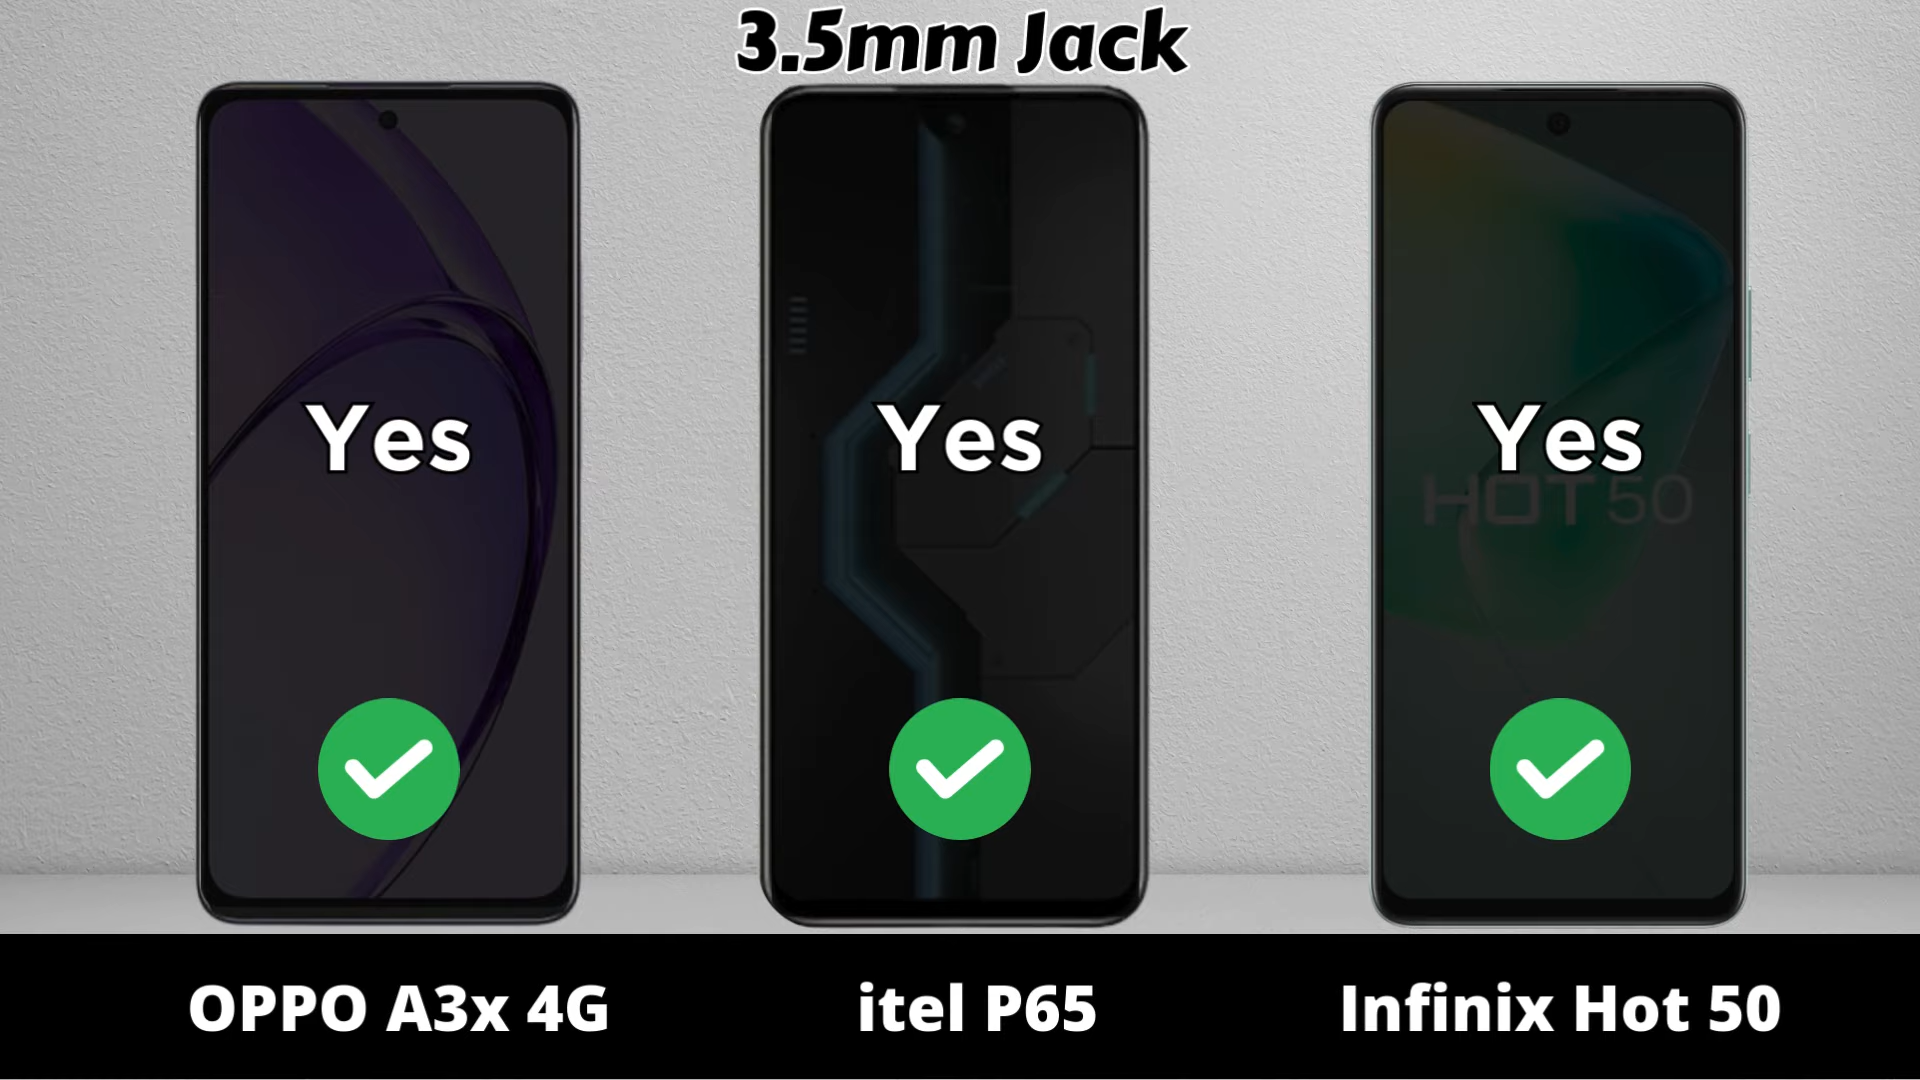 3.5mm Jack
Yes
Yes
Yes
HOT 50
OPPO A3x 4G
itel P65
Infinix Hot 50